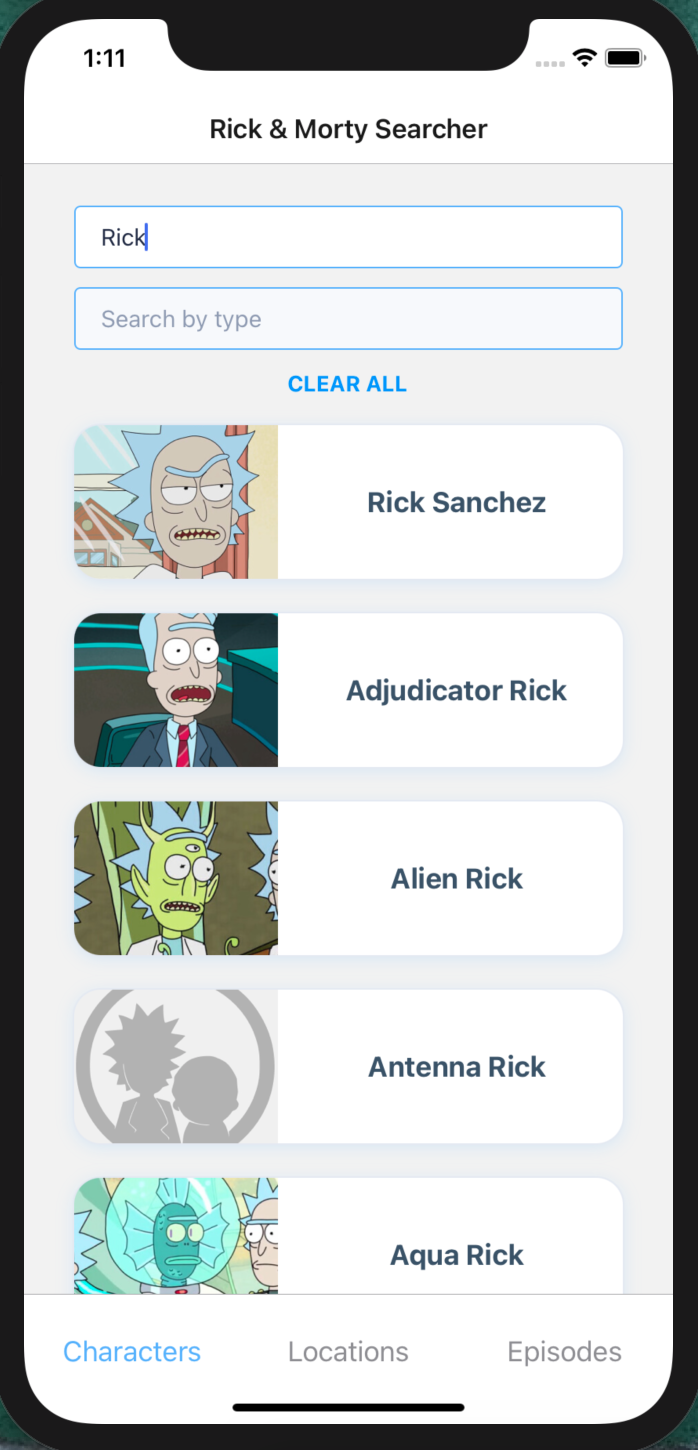 1:11
Rick & Morty Searcher
Rick
Search by type
CLEAR ALL
Rick Sanchez
Adjudicator Rick
Alien Rick
Antenna Rick
Aqua Rick
Characters Locations Episodes